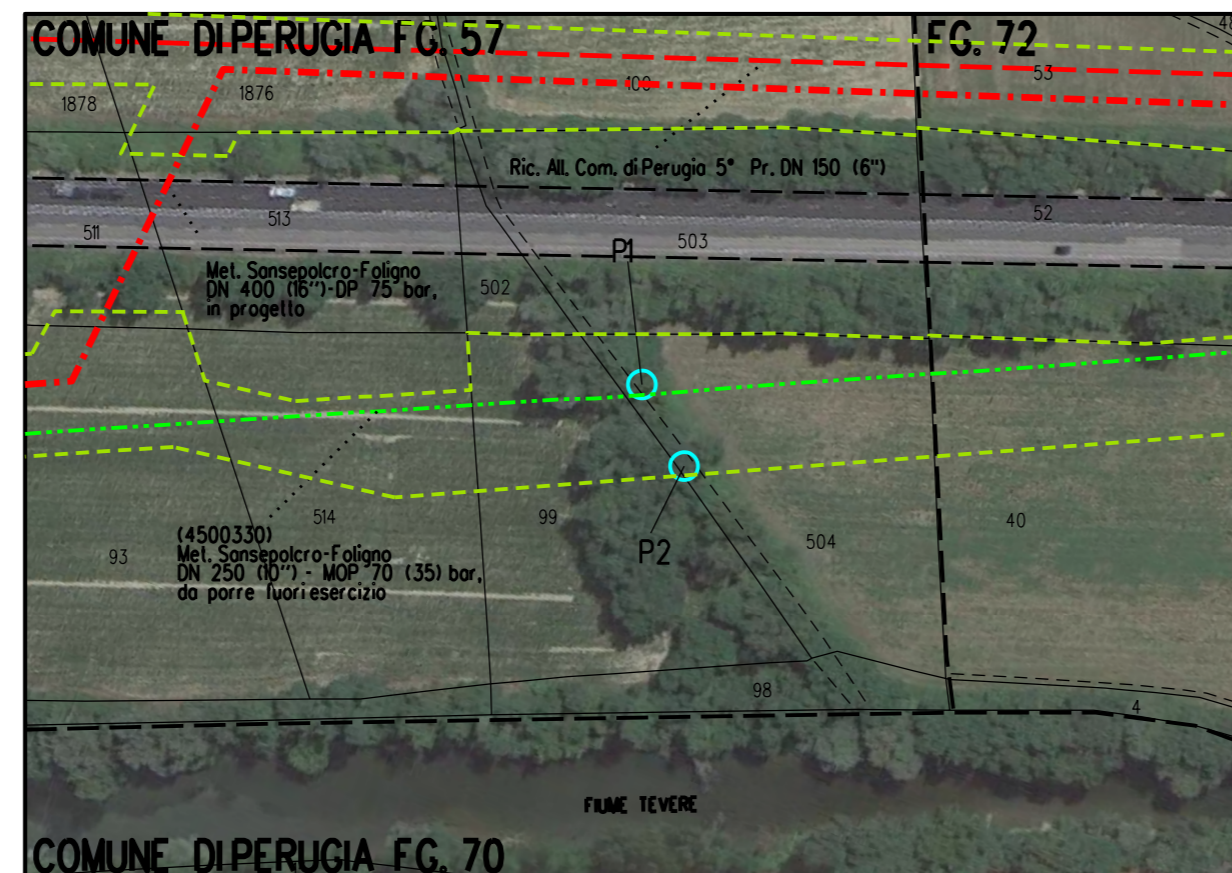 COMUNE DI PERUGIA FG. 57
FG. 72
53
100
1876
1878
Ric. All. Com. di Perugia 5° Pr. DN 150 (6")
513
511
503
52
P1
Met. Sansepolcro-Foligno
DN 400 (16")-DP 75 bar,
in progetto
502
(4500330)
Met. Sansepolcro-Foligno
DN 250 (10") - MOP 70 (35) bar,
da porre fuori esercizio
514
93
99
P2
504
40
98
4
FIUME TEVERE
COMUNE DI PERUGIA FG. 70